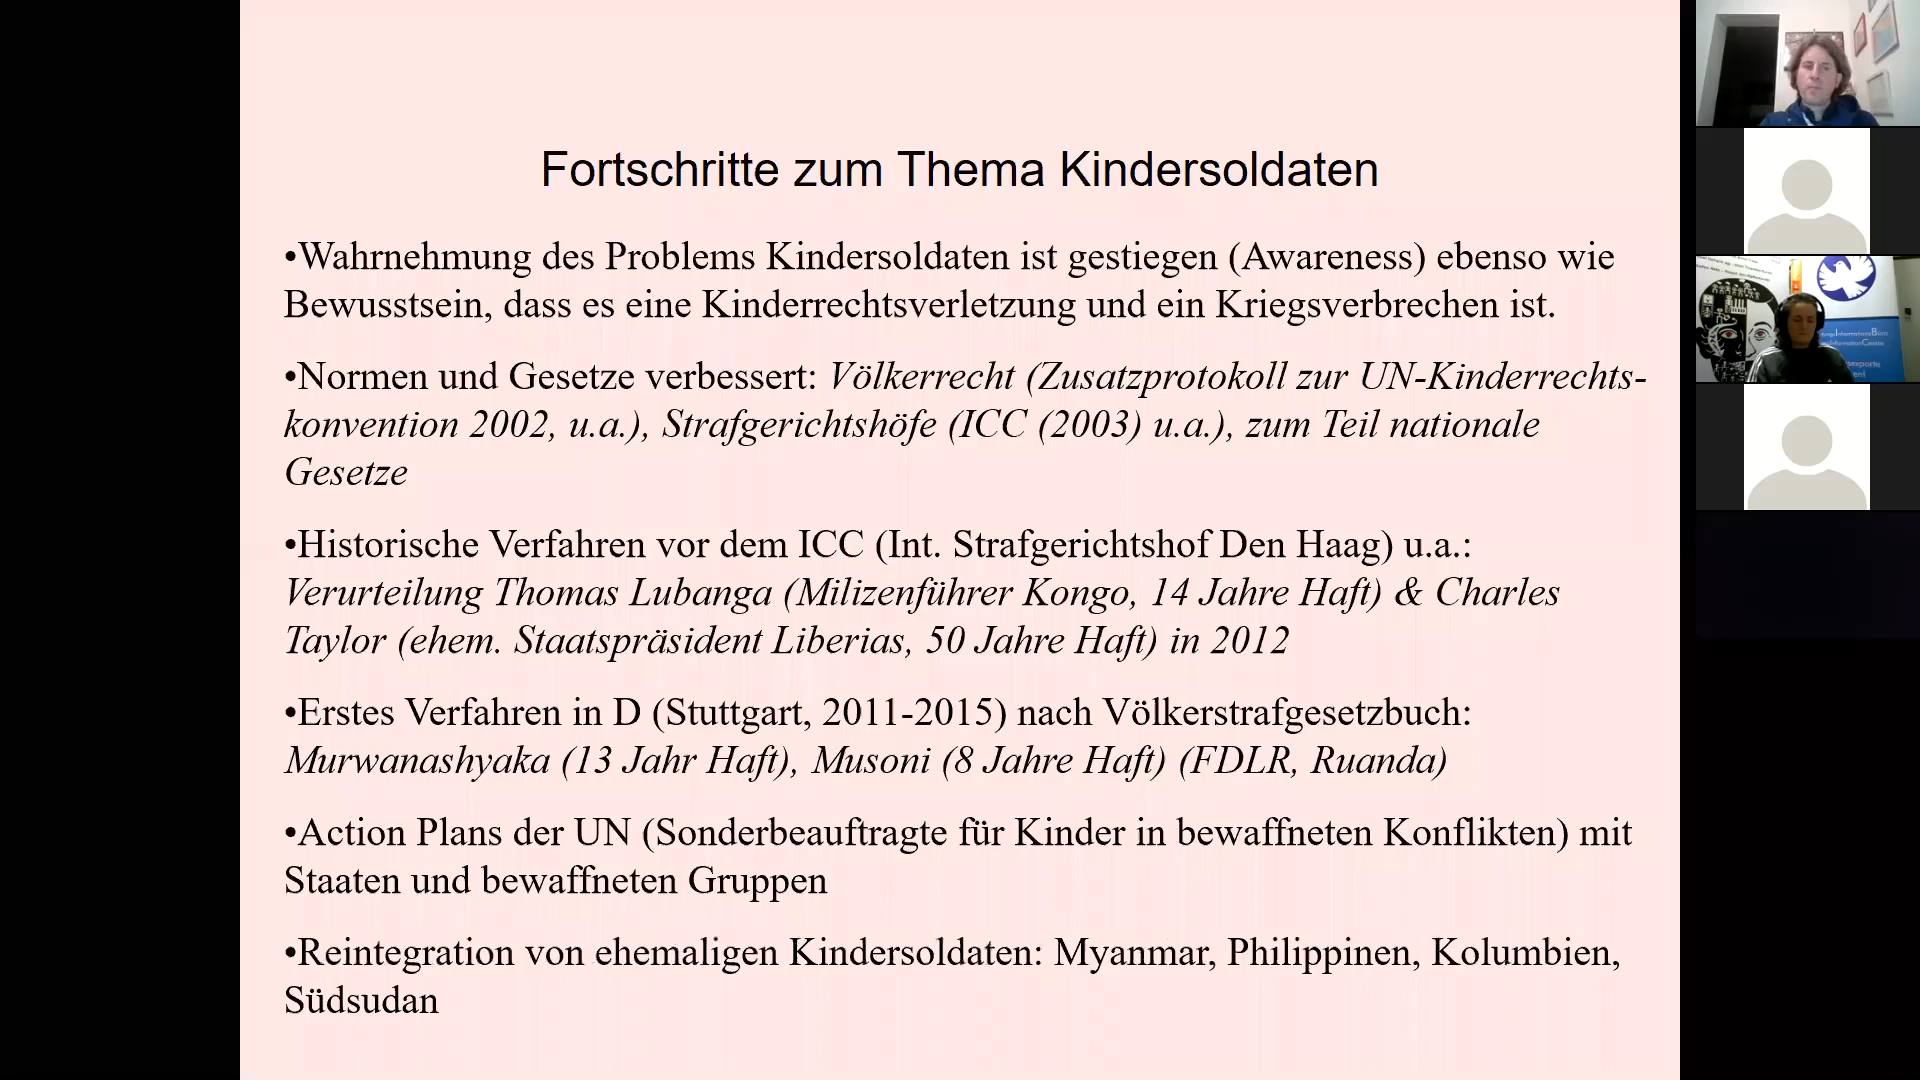 Fortschritte zum Thema Kindersoldaten
•Wahrnehmung des Problems Kindersoldaten ist gestiegen (Awareness) ebenso wie
Bewusstsein, dass es eine Kinderrechtsverletzung und ein Kriegsverbrechen ist.
•Normen und Gesetze verbessert: Völkerrecht (Zusatzprotokoll zur UN-Kinderrechts-
konvention 2002, u.a.), Strafgerichtshöfe (ICC (2003) u.a.), zum Teil nationale
Gesetze
•Historische Verfahren vor dem ICC (Int. Strafgerichtshof Den Haag) u.a.:
Verurteilung Thomas Lubanga (Milizenführer Kongo, 14 Jahre Haft) & Charles
Taylor (ehem. Staatspräsident Liberias, 50 Jahre Haft) in 2012
•Erstes Verfahren in D (Stuttgart, 2011-2015) nach Völkerstrafgesetzbuch:
Murwanashyaka (13 Jahr Haft), Musoni (8 Jahre Haft) (FDLR, Ruanda)
•Action Plans der UN (Sonderbeauftragte für Kinder in bewaffneten Konflikten) mit
Staaten und bewaffneten Gruppen
•Reintegration von ehemaligen Kindersoldaten: Myanmar, Philippinen, Kolumbien,
Südsudan